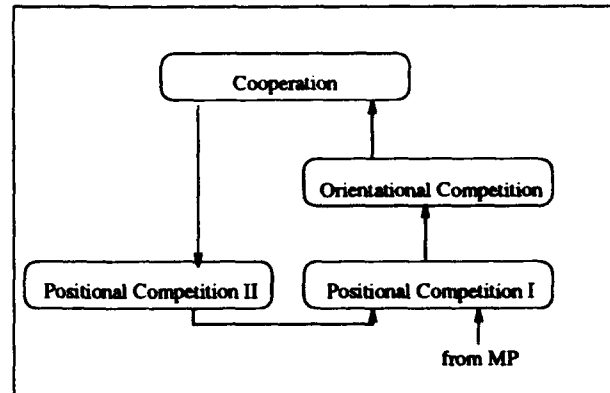 Cooperation
Orientational Competition
Positional Competition II
Positional Competition I
from MP